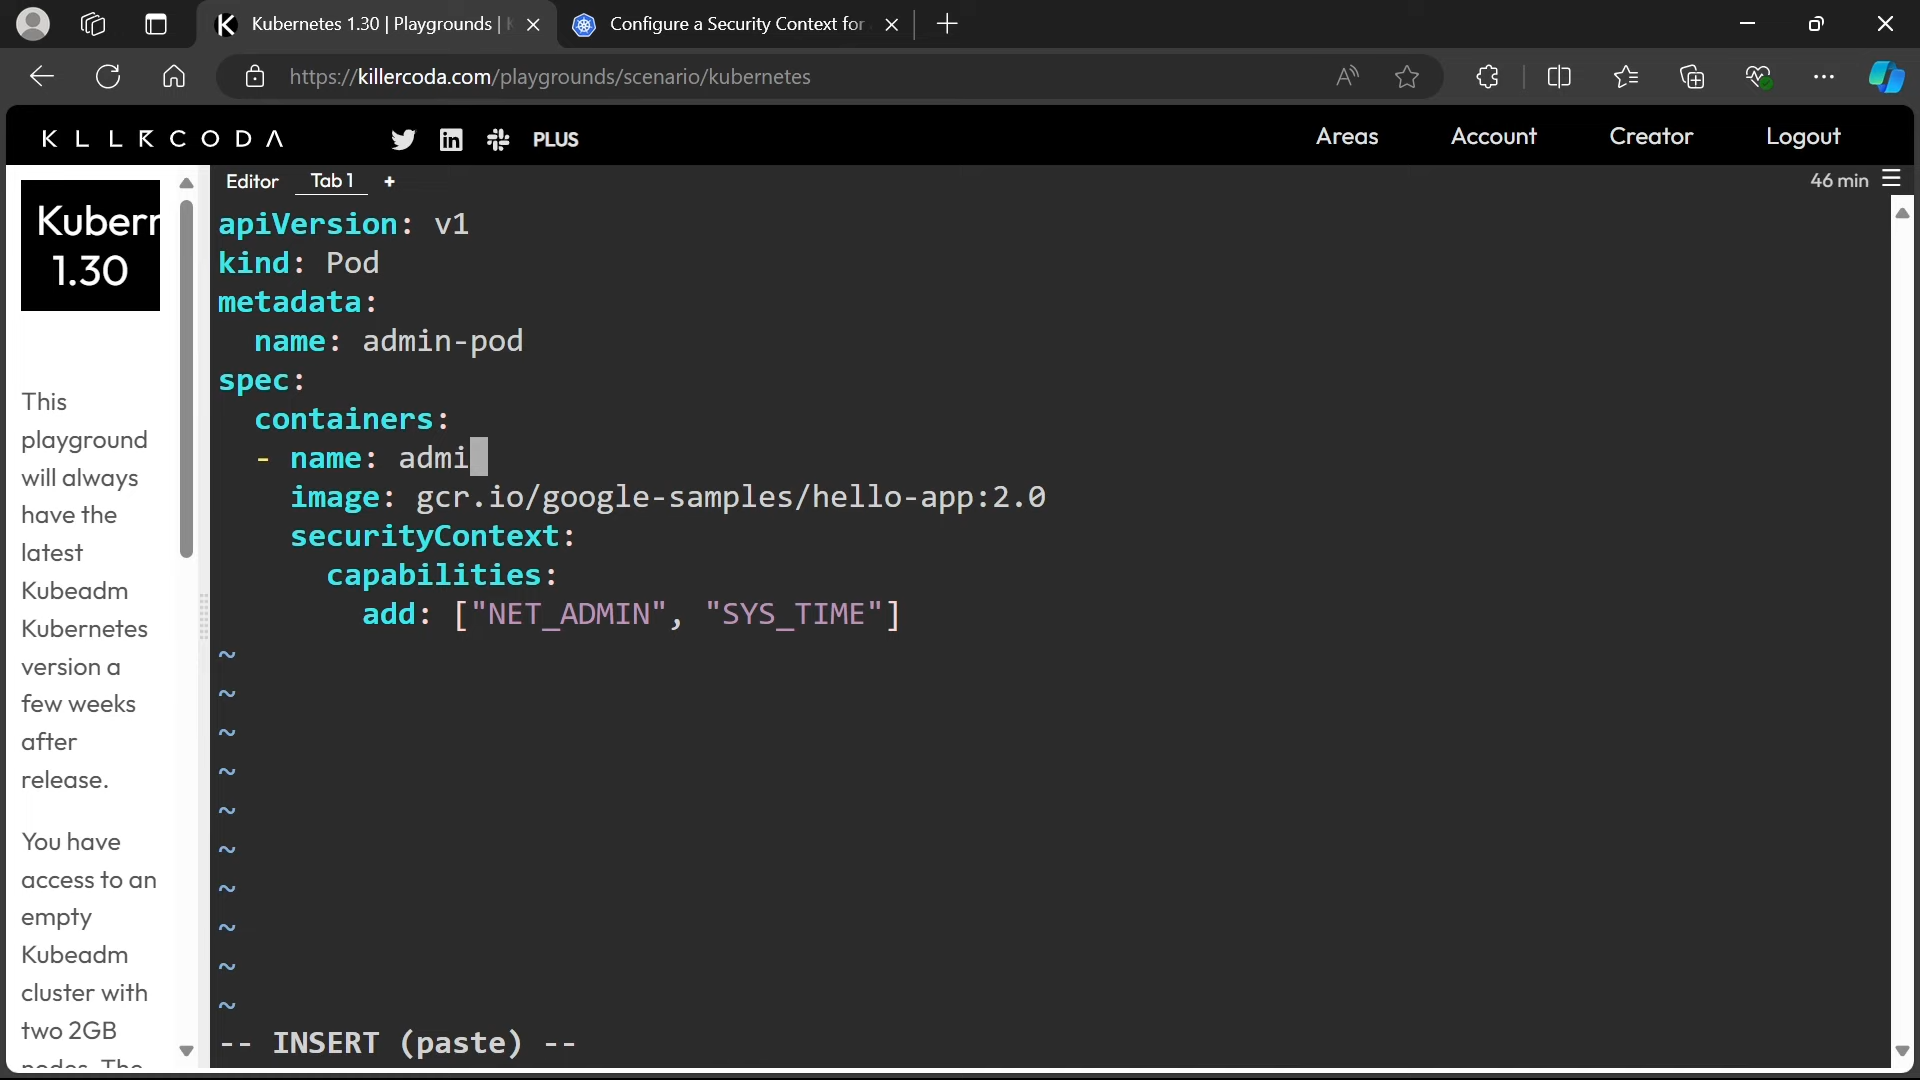 Kubernetes 1.30 | Playgrounds |
Configure a Security Context for
https://killercoda.com/playgrounds/scenario/kubernetes
KLLRCODA
PLUS
Areas
Account
Creator
Logout
Kubern
1.30
This
playground
will always
have the
latest
Kubeadm
Kubernetes
version a
few weeks
after
release.
You have
access to an
empty
Kubeadm
cluster with
two 2GB
nodes. The
Editor
Tab 1
+
46 min
apiVersion: v1
kind: Pod
metadata:
  name: admin-pod
spec:
  containers:
  - name: admi
    image: gcr.io/google-samples/hello-app:2.0
    securityContext:
      capabilities:
        add: ["NET_ADMIN", "SYS_TIME"]
~
~
~
~
~
~
~
~
~
~
-- INSERT (paste) --